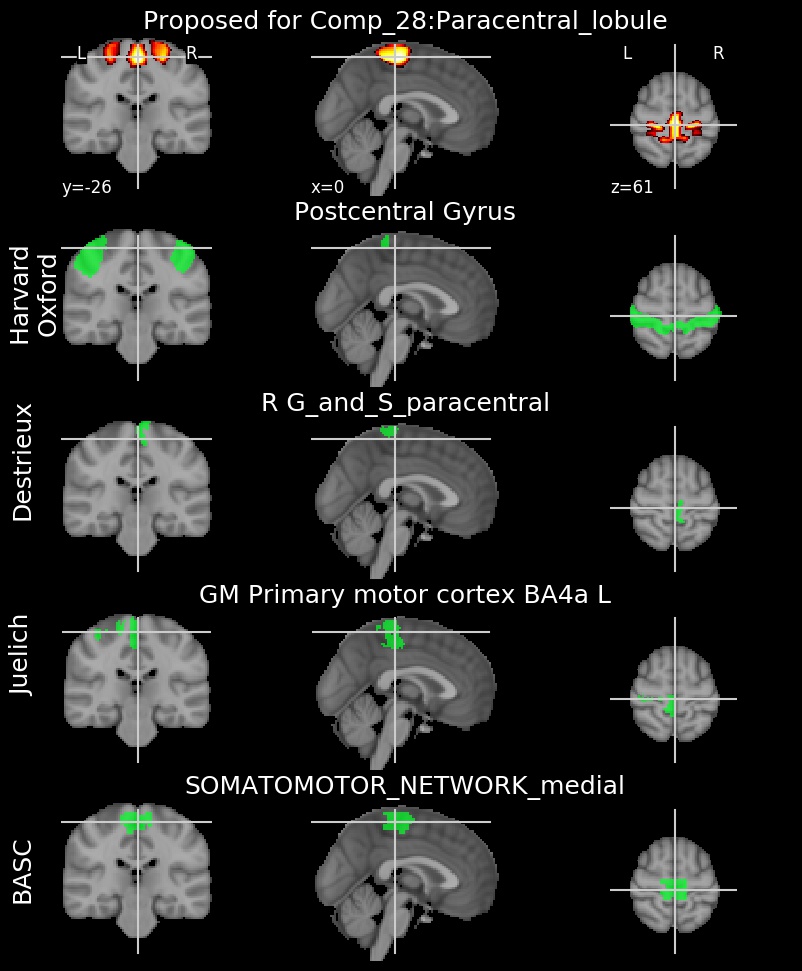 Proposed for Comp_28:Paracentral_lobule
L R
L R
y=-26 x=0 z=61
Postcentral Gyrus
Harvard
Oxford
R G_and_S_paracentral
Destrieux
GM Primary motor cortex BA4a L
Juelich
SOMATOMOTOR_NETWORK_medial
BASC